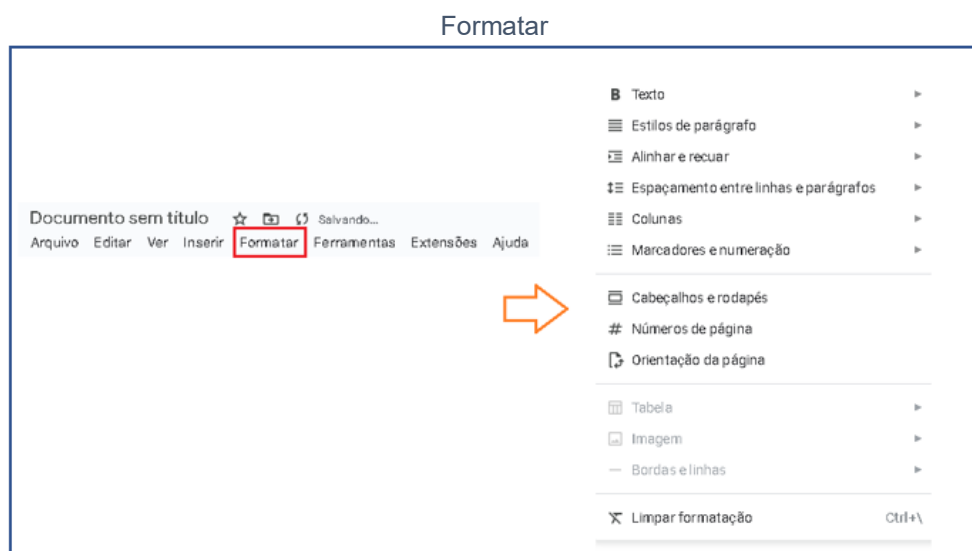 Formatar
Documento sem título Salvando...
Arquivo Editar Ver Inserir Formatar Ferramentas Extensões Ajuda
B Texto
Estilos de parágrafo
Alinhar e recuar
Espaçamento entre linhas e parágrafos
Colunas
Marcadores e numeração
Cabeçalhos e rodapés
# Números de página
Orientação da página
Tabela
Imagem
Bordas e linhas
Limpar formatação Ctrl+\